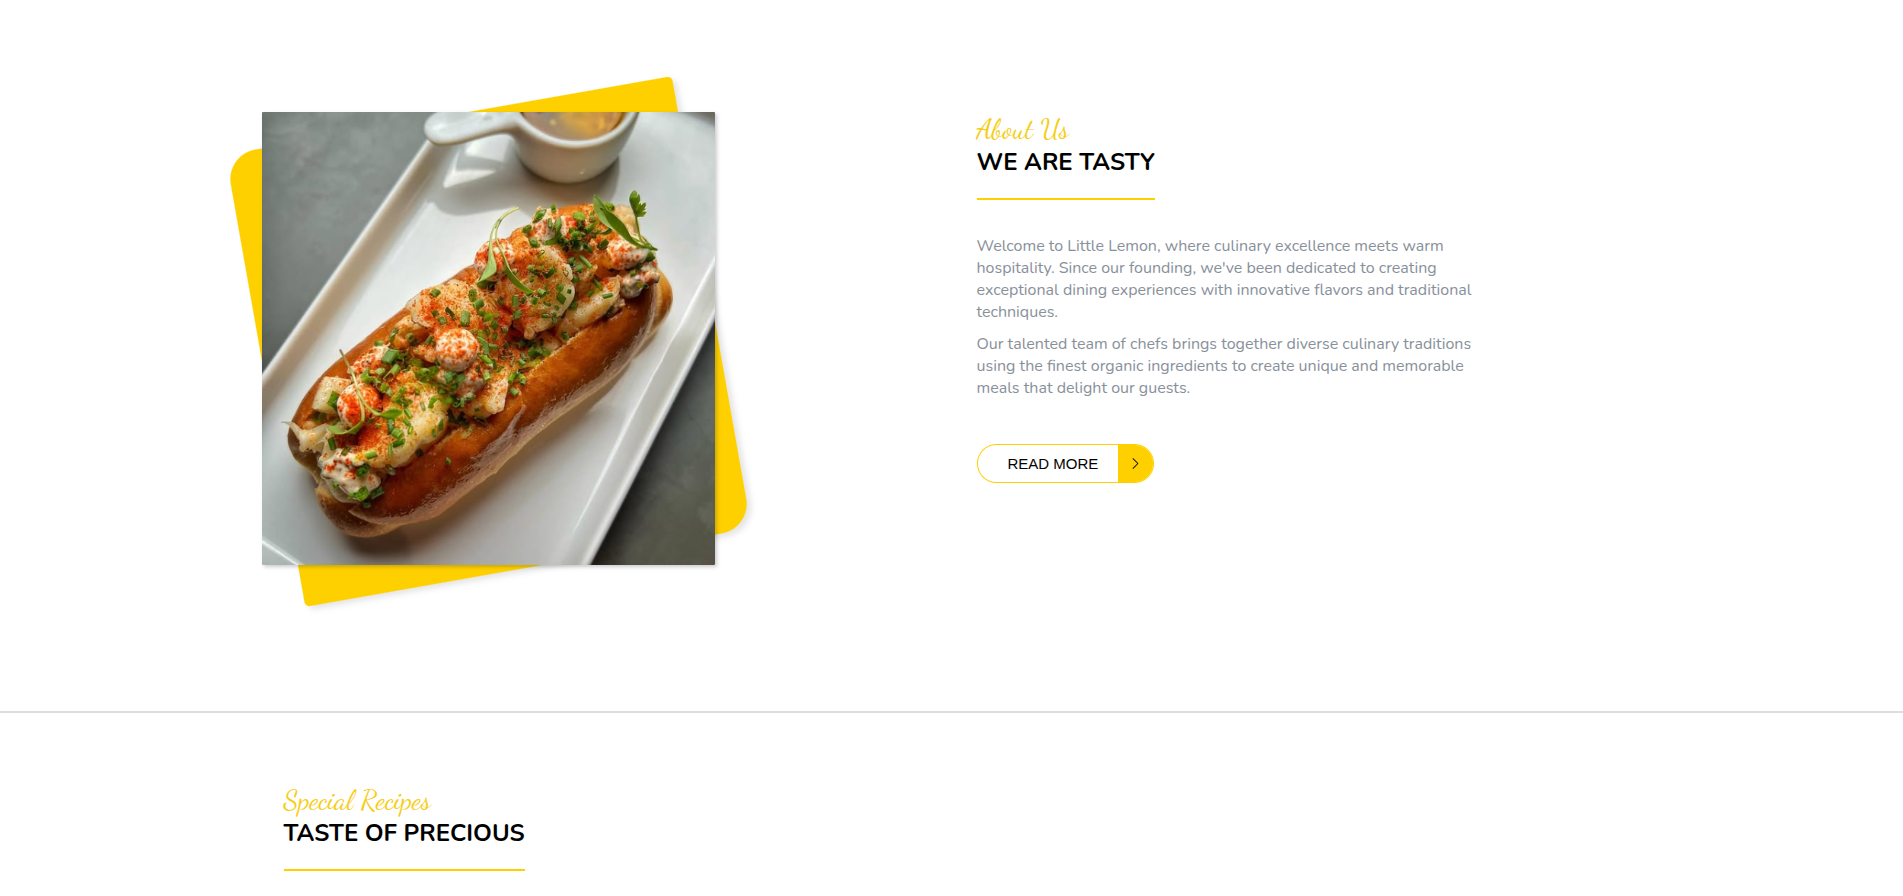 About Us
WE ARE TASTY
Welcome to Little Lemon, where culinary excellence meets warm
hospitality. Since our founding, we've been dedicated to creating
exceptional dining experiences with innovative flavors and traditional
techniques.
Our talented team of chefs brings together diverse culinary traditions
using the finest organic ingredients to create unique and memorable
meals that delight our guests.
READ MORE
Special Recipes
TASTE OF PRECIOUS